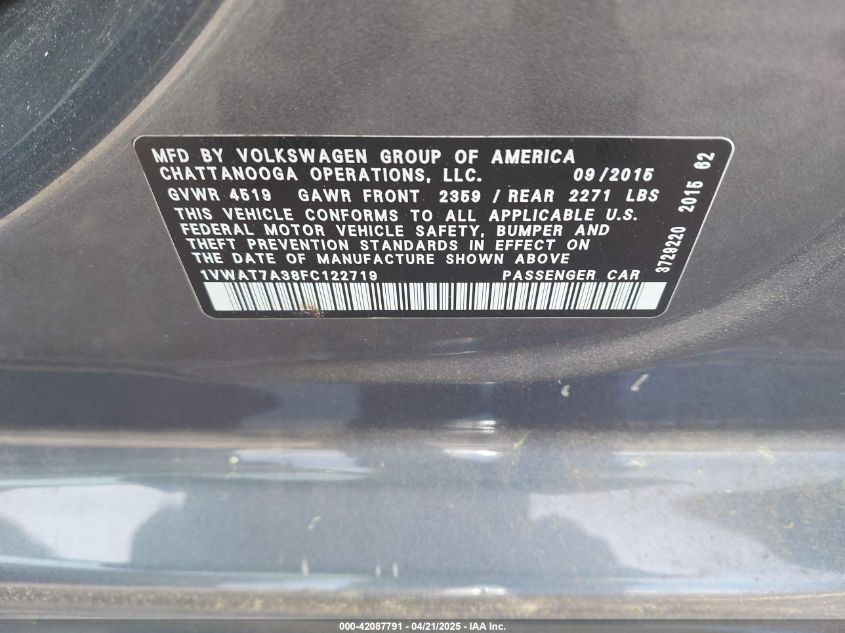 MFD BY VOLKSWAGEN GROUP OF AMERICA
CHATTANOOGA OPERATIONS, LLC. 09/2015
GVWR 4519 GAWR FRONT 2359 / REAR 2271 LBS
THIS VEHICLE CONFORMS TO ALL APPLICABLE U.S.
FEDERAL MOTOR VEHICLE SAFETY, BUMPER AND
THEFT PREVENTION STANDARDS IN EFFECT ON
THE DATE OF MANUFACTURE SHOWN ABOVE
1VWAT7A38FC122719 PASSENGER CAR
3729220 2015 62
000-42087791 - 04/21/2025 - IAA Inc.